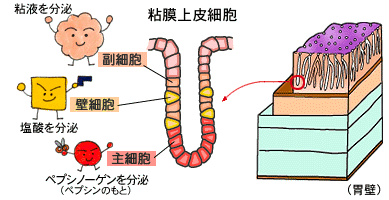 粘液を分泌
粘膜上皮細胞
副細胞
壁細胞
塩酸を分泌
主細胞
ペプシノーゲンを分泌
(ペプシンのもと)
(胃壁)